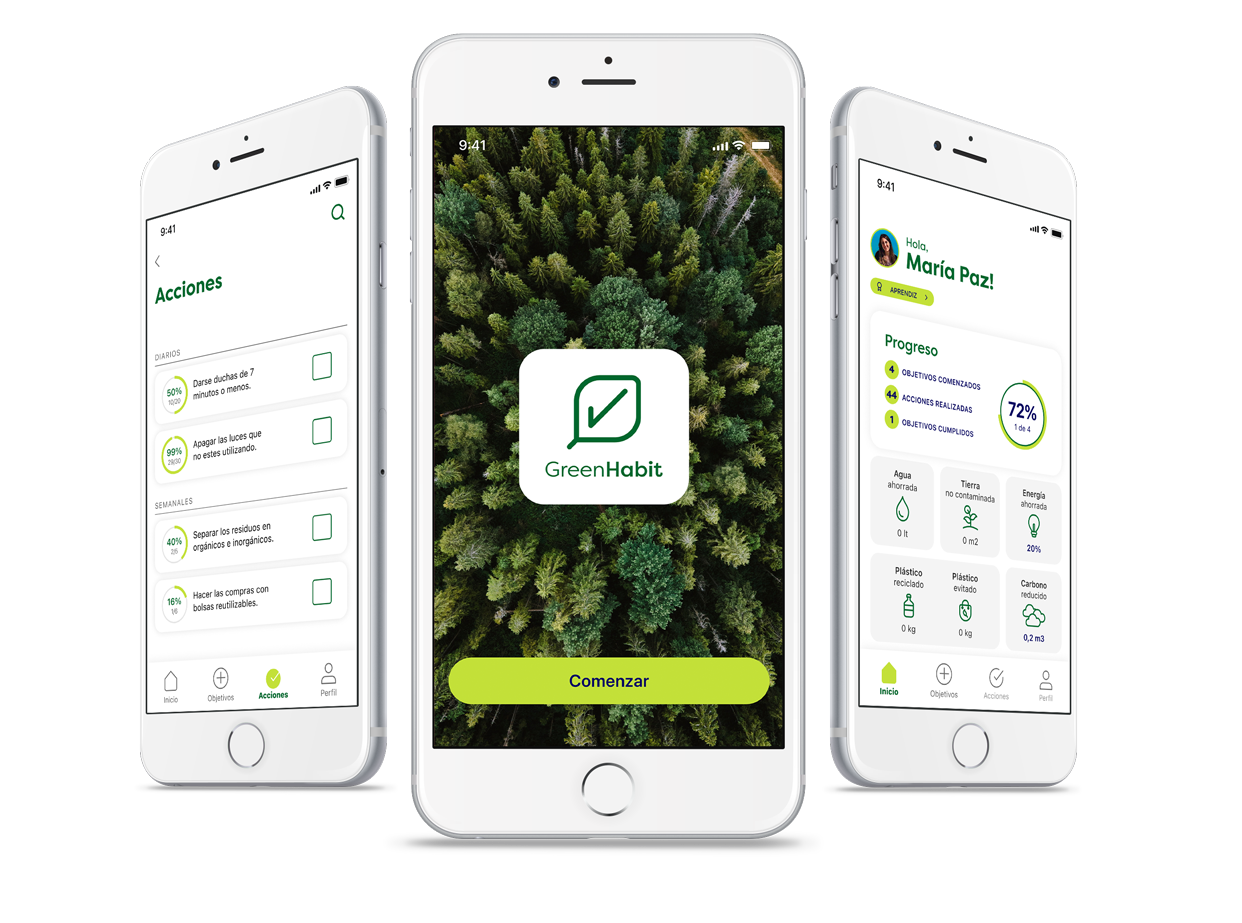 9:41
Acciones
DIARIOS
50%
10/20
Darse duchas de 7
minutos o menos.
99%
29/30
Apagar las luces que
no estes utilizando.
SEMANALES
40%
2/5
Separar los residuos en
orgánicos e inorgánicos.
16%
1/6
Hacer las compras con
bolsas reutilizables.
Inicio
Objetivos
Acciones
Perfil
9:41
GreenHabit
Comenzar
9:41
Hola,
María Paz!
APRENDIZ
Progreso
4 OBJETIVOS COMENZADOS
44 ACCIONES REALIZADAS
1 OBJETIVOS CUMPLIDOS
72%
1 de 4
Agua
ahorrada
0 lt
Tierra
no contaminada
0 m2
Energía
ahorrada
20%
Plástico
reciclado
0 kg
Plástico
evitado
0 kg
Carbono
reducido
0,2 m3
Inicio
Objetivos
Acciones
Perfil